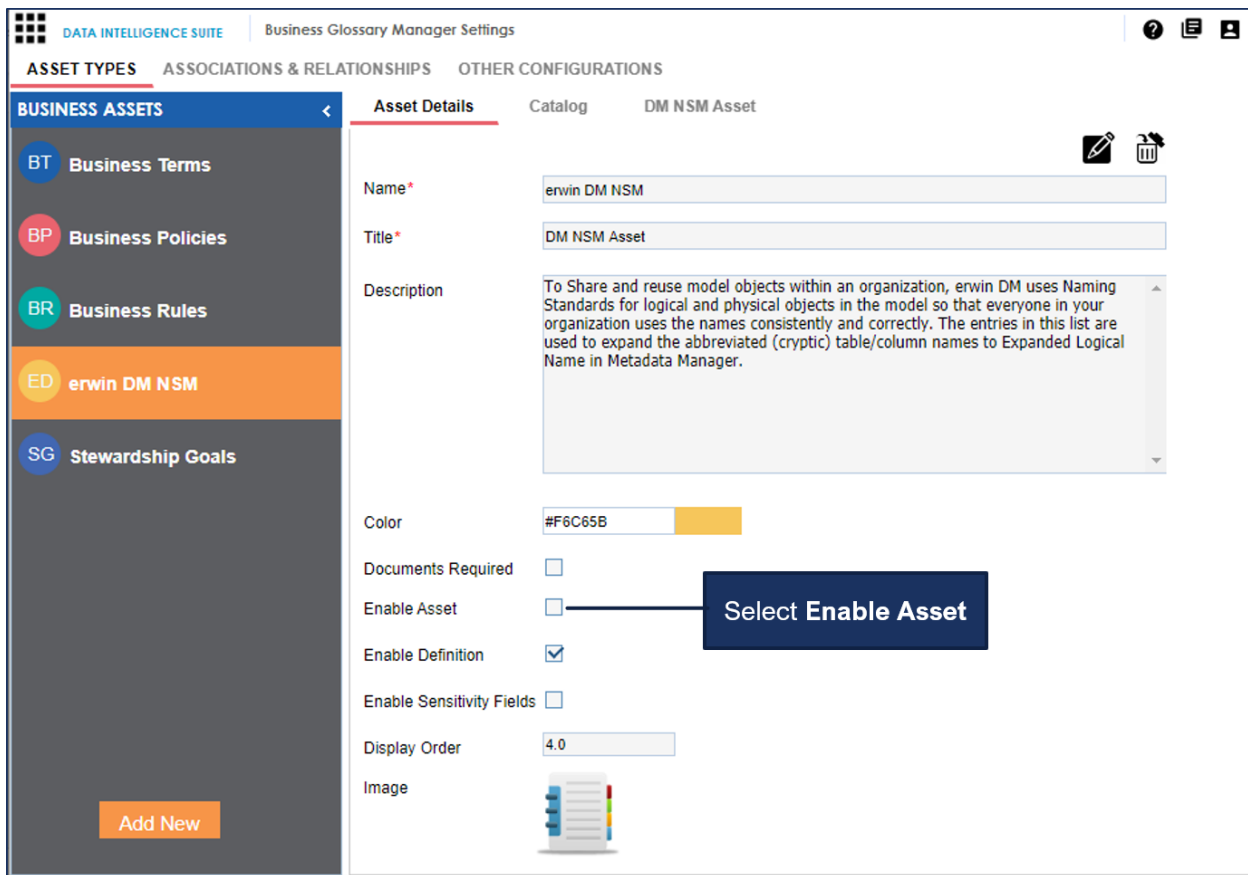 DATA INTELLIGENCE SUITE
Business Glossary Manager Settings
ASSET TYPES ASSOCIATIONS & RELATIONSHIPS OTHER CONFIGURATIONS
BUSINESS ASSETS
BT Business Terms
BP Business Policies
BR Business Rules
ED erwin DM NSM
SG Stewardship Goals
Add New
Asset Details Catalog DM NSM Asset
Name* erwin DM NSM
Title* DM NSM Asset
Description
To Share and reuse model objects within an organization, erwin DM uses Naming
Standards for logical and physical objects in the model so that everyone in your
organization uses the names consistently and correctly. The entries in this list are
used to expand the abbreviated (cryptic) table/column names to Expanded Logical
Name in Metadata Manager.
Color #F6C65B
Documents Required
Enable Asset
Select Enable Asset
Enable Definition
Enable Sensitivity Fields
Display Order 4.0
Image